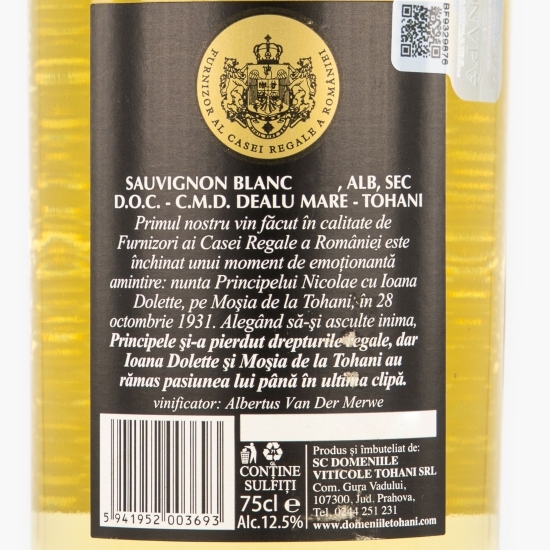 FURNIZOR AL CASEI REGALE A ROMÂNIEI
BF9329876
SAUVIGNON BLANC , ALB, SEC
D.O.C. - C.M.D. DEALU MARE - TOHANI
Primul nostru vin făcut în calitate de
Furnizori ai Casei Regale a României este
închinat unui moment de emoționantă
amintire: nunta Principelui Nicolae cu Ioana
Dolette, pe Moșia de la Tohani, în 28
octombrie 1931. Alegând să-și asculte inima,
Principele și-a pierdut drepturile regale, dar
Ioana Dolette și Moșia de la Tohani au
rămas pasiunea lui până în ultima clipă.
vinificator: Albertus Van Der Merwe
5 941952 003693
CONȚINE
SULFIȚI
75cl e
Alc.12.5%
Produs și îmbuteliat de:
SC DOMENIILE
VITICOLE TOHANI SRL
Com. Gura Vadului,
107300, Jud. Prahova,
Tel. 0244 251 231
www.domeniiletohani.com